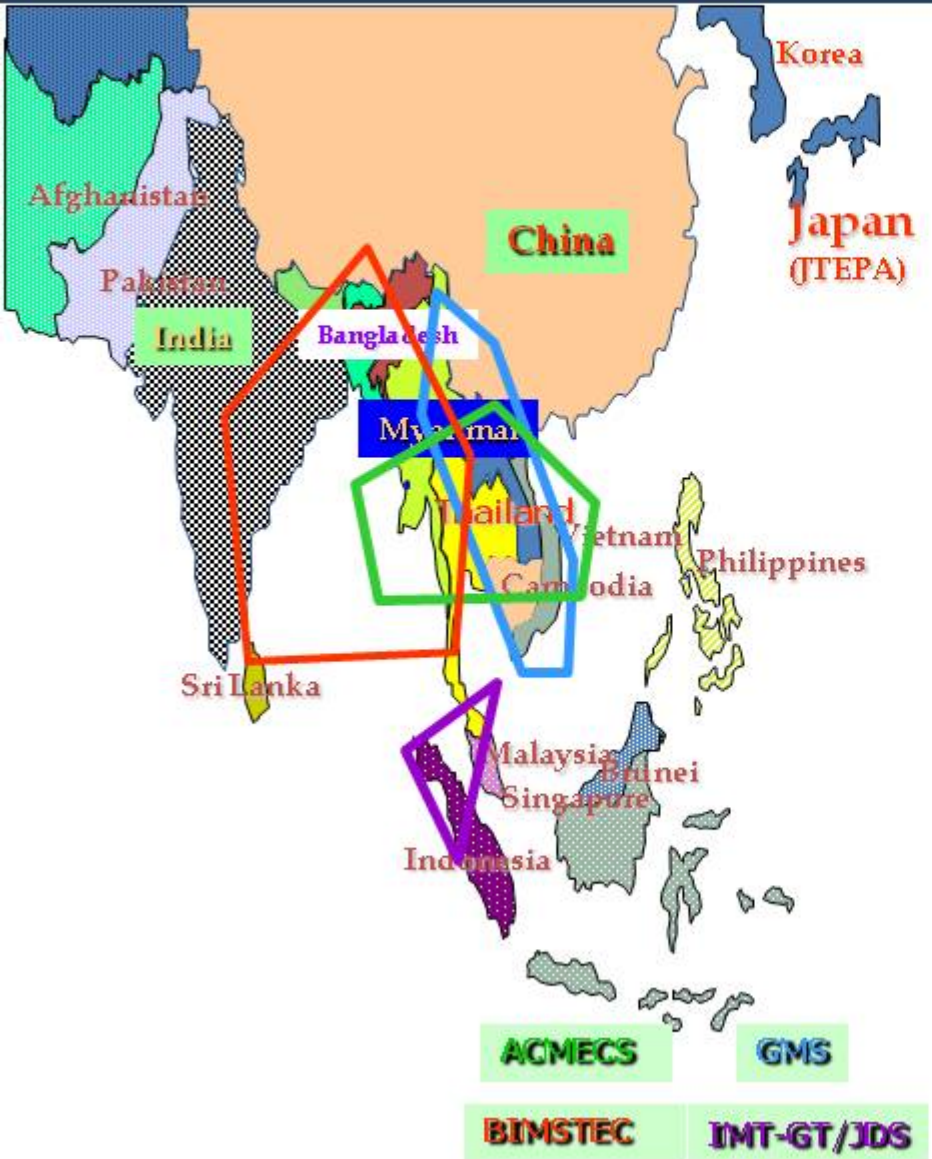 Korea
Afghanistan
Japan
(JTEPA)
China
Pakistan
India
Bangladesh
Myanmar
Thailand
Vietnam
Philippines
Cambodia
Sri Lanka
Malaysia
Brunei
Singapore
Indonesia
ACMECS
GMS
BIMSTEC
IMT-GT/JDS